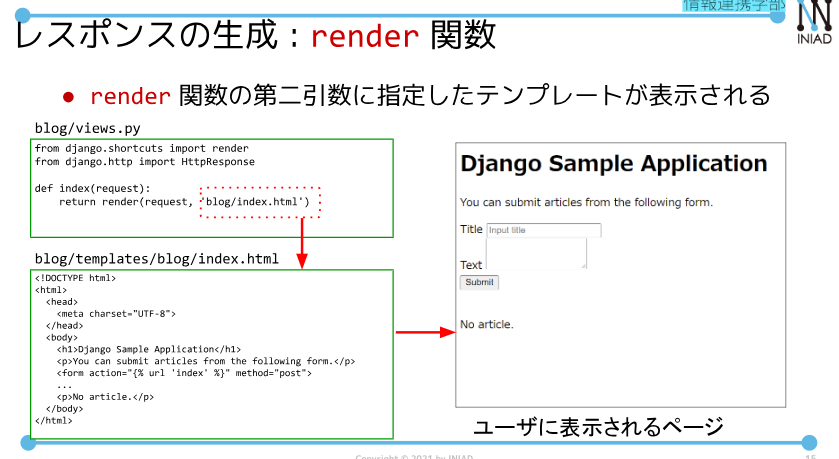 情報連携学部
INIAD
レスポンスの生成：render 関数
● render 関数の第二引数に指定したテンプレートが表示される
blog/views.py
from django.shortcuts import render
from django.http import HttpResponse
def index(request):
    return render(request, 'blog/index.html')
blog/templates/blog/index.html
<!DOCTYPE html>
<html>
  <head>
    <meta charset="UTF-8">
  </head>
  <body>
    <h1>Django Sample Application</h1>
    <p>You can submit articles from the following form.</p>
    <form action="{% url 'index' %}" method="post">
    ...
    <p>No article.</p>
  </body>
</html>
Django Sample Application
You can submit articles from the following form.
Title Input title
Text
Submit
No article.
ユーザに表示されるページ
Copyright © 2021 by INIAD
15